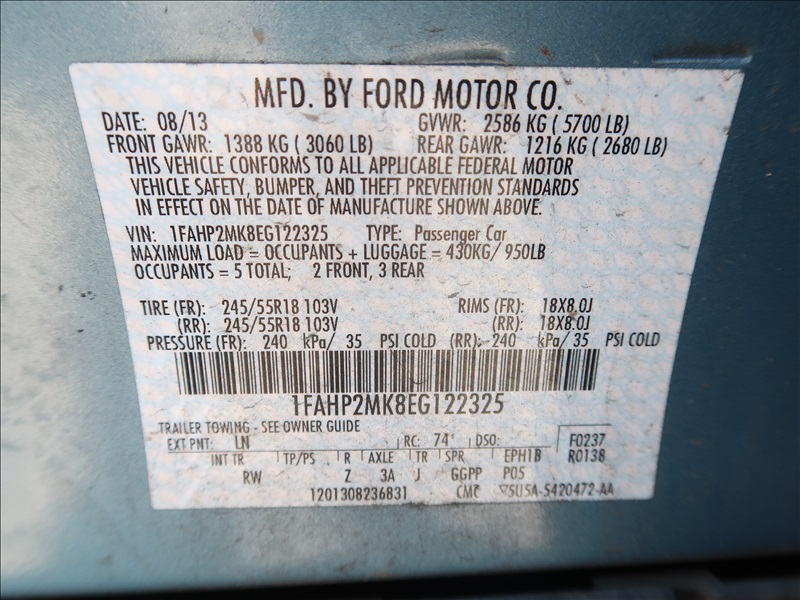 MFD. BY FORD MOTOR CO.
DATE: 08/13 GVWR: 2586 KG ( 5700 LB)
FRONT GAWR: 1388 KG ( 3060 LB) REAR GAWR: 1216 KG ( 2680 LB)
THIS VEHICLE CONFORMS TO ALL APPLICABLE FEDERAL MOTOR
VEHICLE SAFETY, BUMPER, AND THEFT PREVENTION STANDARDS
IN EFFECT ON THE DATE OF MANUFACTURE SHOWN ABOVE.
VIN: 1FAHP2MK8EG122325 TYPE: Passenger Car
MAXIMUM LOAD = OCCUPANTS + LUGGAGE = 430KG/ 950LB
OCCUPANTS = 5 TOTAL; 2 FRONT, 3 REAR
TIRE (FR): 245/55R18 103V RIMS (FR): 18X8.0J
(RR): 245/55R18 103V (RR): 18X8.0J
PRESSURE (FR): 240 kPa/ 35 PSI COLD (RR): 240 kPa/ 35 PSI COLD
1FAHP2MK8EG122325
TRAILER TOWING - SEE OWNER GUIDE
EXT PNT: LN RC: 74 DSO: F0237
INT TR TP/PS R AXLE TR SPR EPH1B R0138
RW Z 3A J GGPP P05
1201308236831 CMC 5U5A-5420472-AA